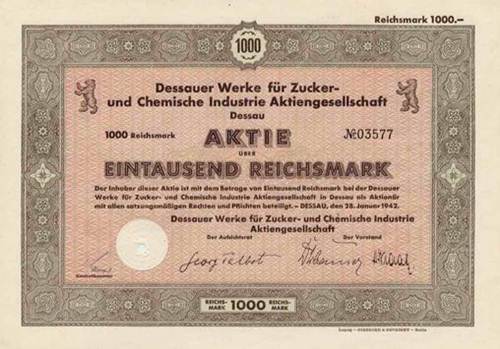 Reichsmark 1000.—
1000
Dessauer Werke für Zucker-
und Chemische Industrie Aktiengesellschaft
Dessau
1000 Reichsmark
AKTIE
№03577
ÜBER
EINTAUSEND REICHSMARK
Der Inhaber dieser Aktie ist mit dem Betrage von Eintausend Reichsmark bei der Dessauer
Werke für Zucker- und Chemische Industrie Aktiengesellschaft in Dessau als Aktionär
mit allen satzungsmäßigen Rechten und Pflichten beteiligt. – DESSAU, den 28. Januar 1942.
Dessauer Werke für Zucker- und Chemische Industrie
Aktiengesellschaft
Der Aufsichtsrat Der Vorstand
Georg Talbot
REICHS-
MARK 1000 REICHS-
MARK